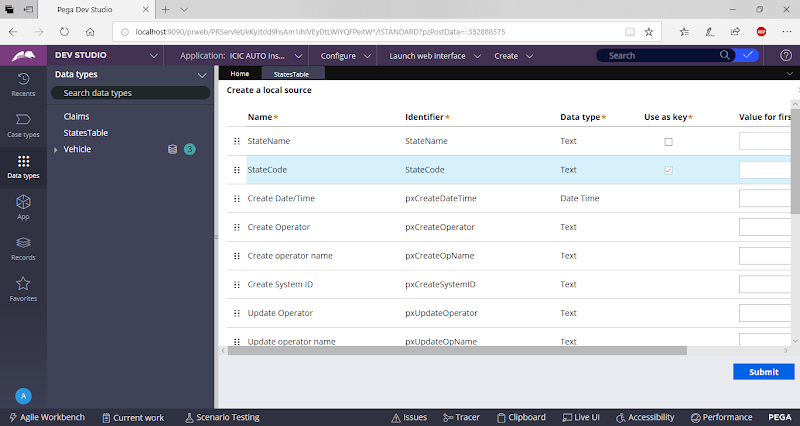 Pega Dev Studio
localhost:9090/prweb/PRServlet/eKyJtdd9hsAm1ihIVEyDtLWiYQFPeitW*/!STANDARD?pzPostData=-352888575
ABP
DEV STUDIO
Application: ICIC AUTO Ins...
Configure
Launch web interface
Create
Search
Recents
Case types
Data types
App
Records
Favorites
A
Data types
Search data types
Claims
StatesTable
Vehicle 3
Home StatesTable
Create a local source
Name* Identifier* Data type* Use as key* Value for firs
StateName StateName Text
StateCode StateCode Text
Create Date/Time pxCreateDateTime Date Time
Create Operator pxCreateOperator Text
Create operator name pxCreateOpName Text
Create System ID pxCreateSystemID Text
Update Operator pxUpdateOperator Text
Update operator name pxUpdateOpName Text
Submit
Agile Workbench Current work Scenario Testing Issues Tracer Clipboard Live UI Accessibility Performance PEGA